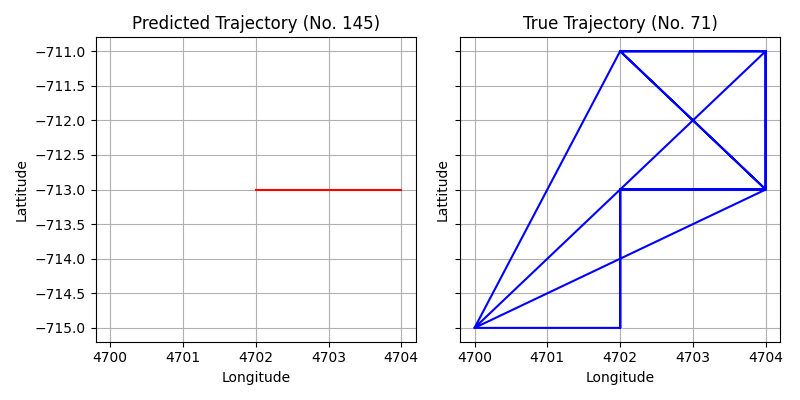 Predicted Trajectory (No. 145)
True Trajectory (No. 71)
Lattitude
−711.0
−711.5
−712.0
−712.5
−713.0
−713.5
−714.0
−714.5
−715.0
4700 4701 4702 4703 4704
Longitude
Lattitude
4700 4701 4702 4703 4704
Longitude